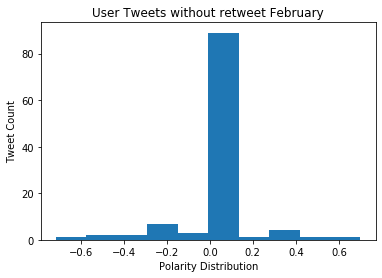 User Tweets without retweet February
Tweet Count
80
60
40
20
0
−0.6 −0.4 −0.2 0.0 0.2 0.4 0.6
Polarity Distribution